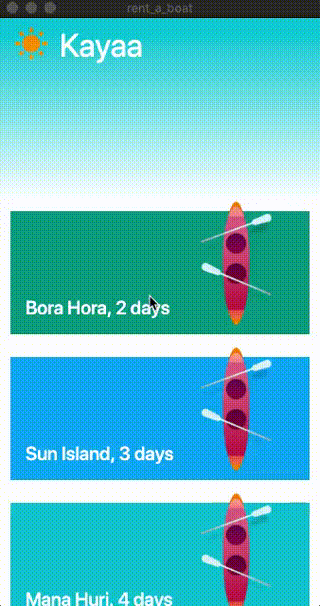 rent_a_boat
Kayaa
Bora Hora, 2 days
Sun Island, 3 days
Mana Huri, 4 days